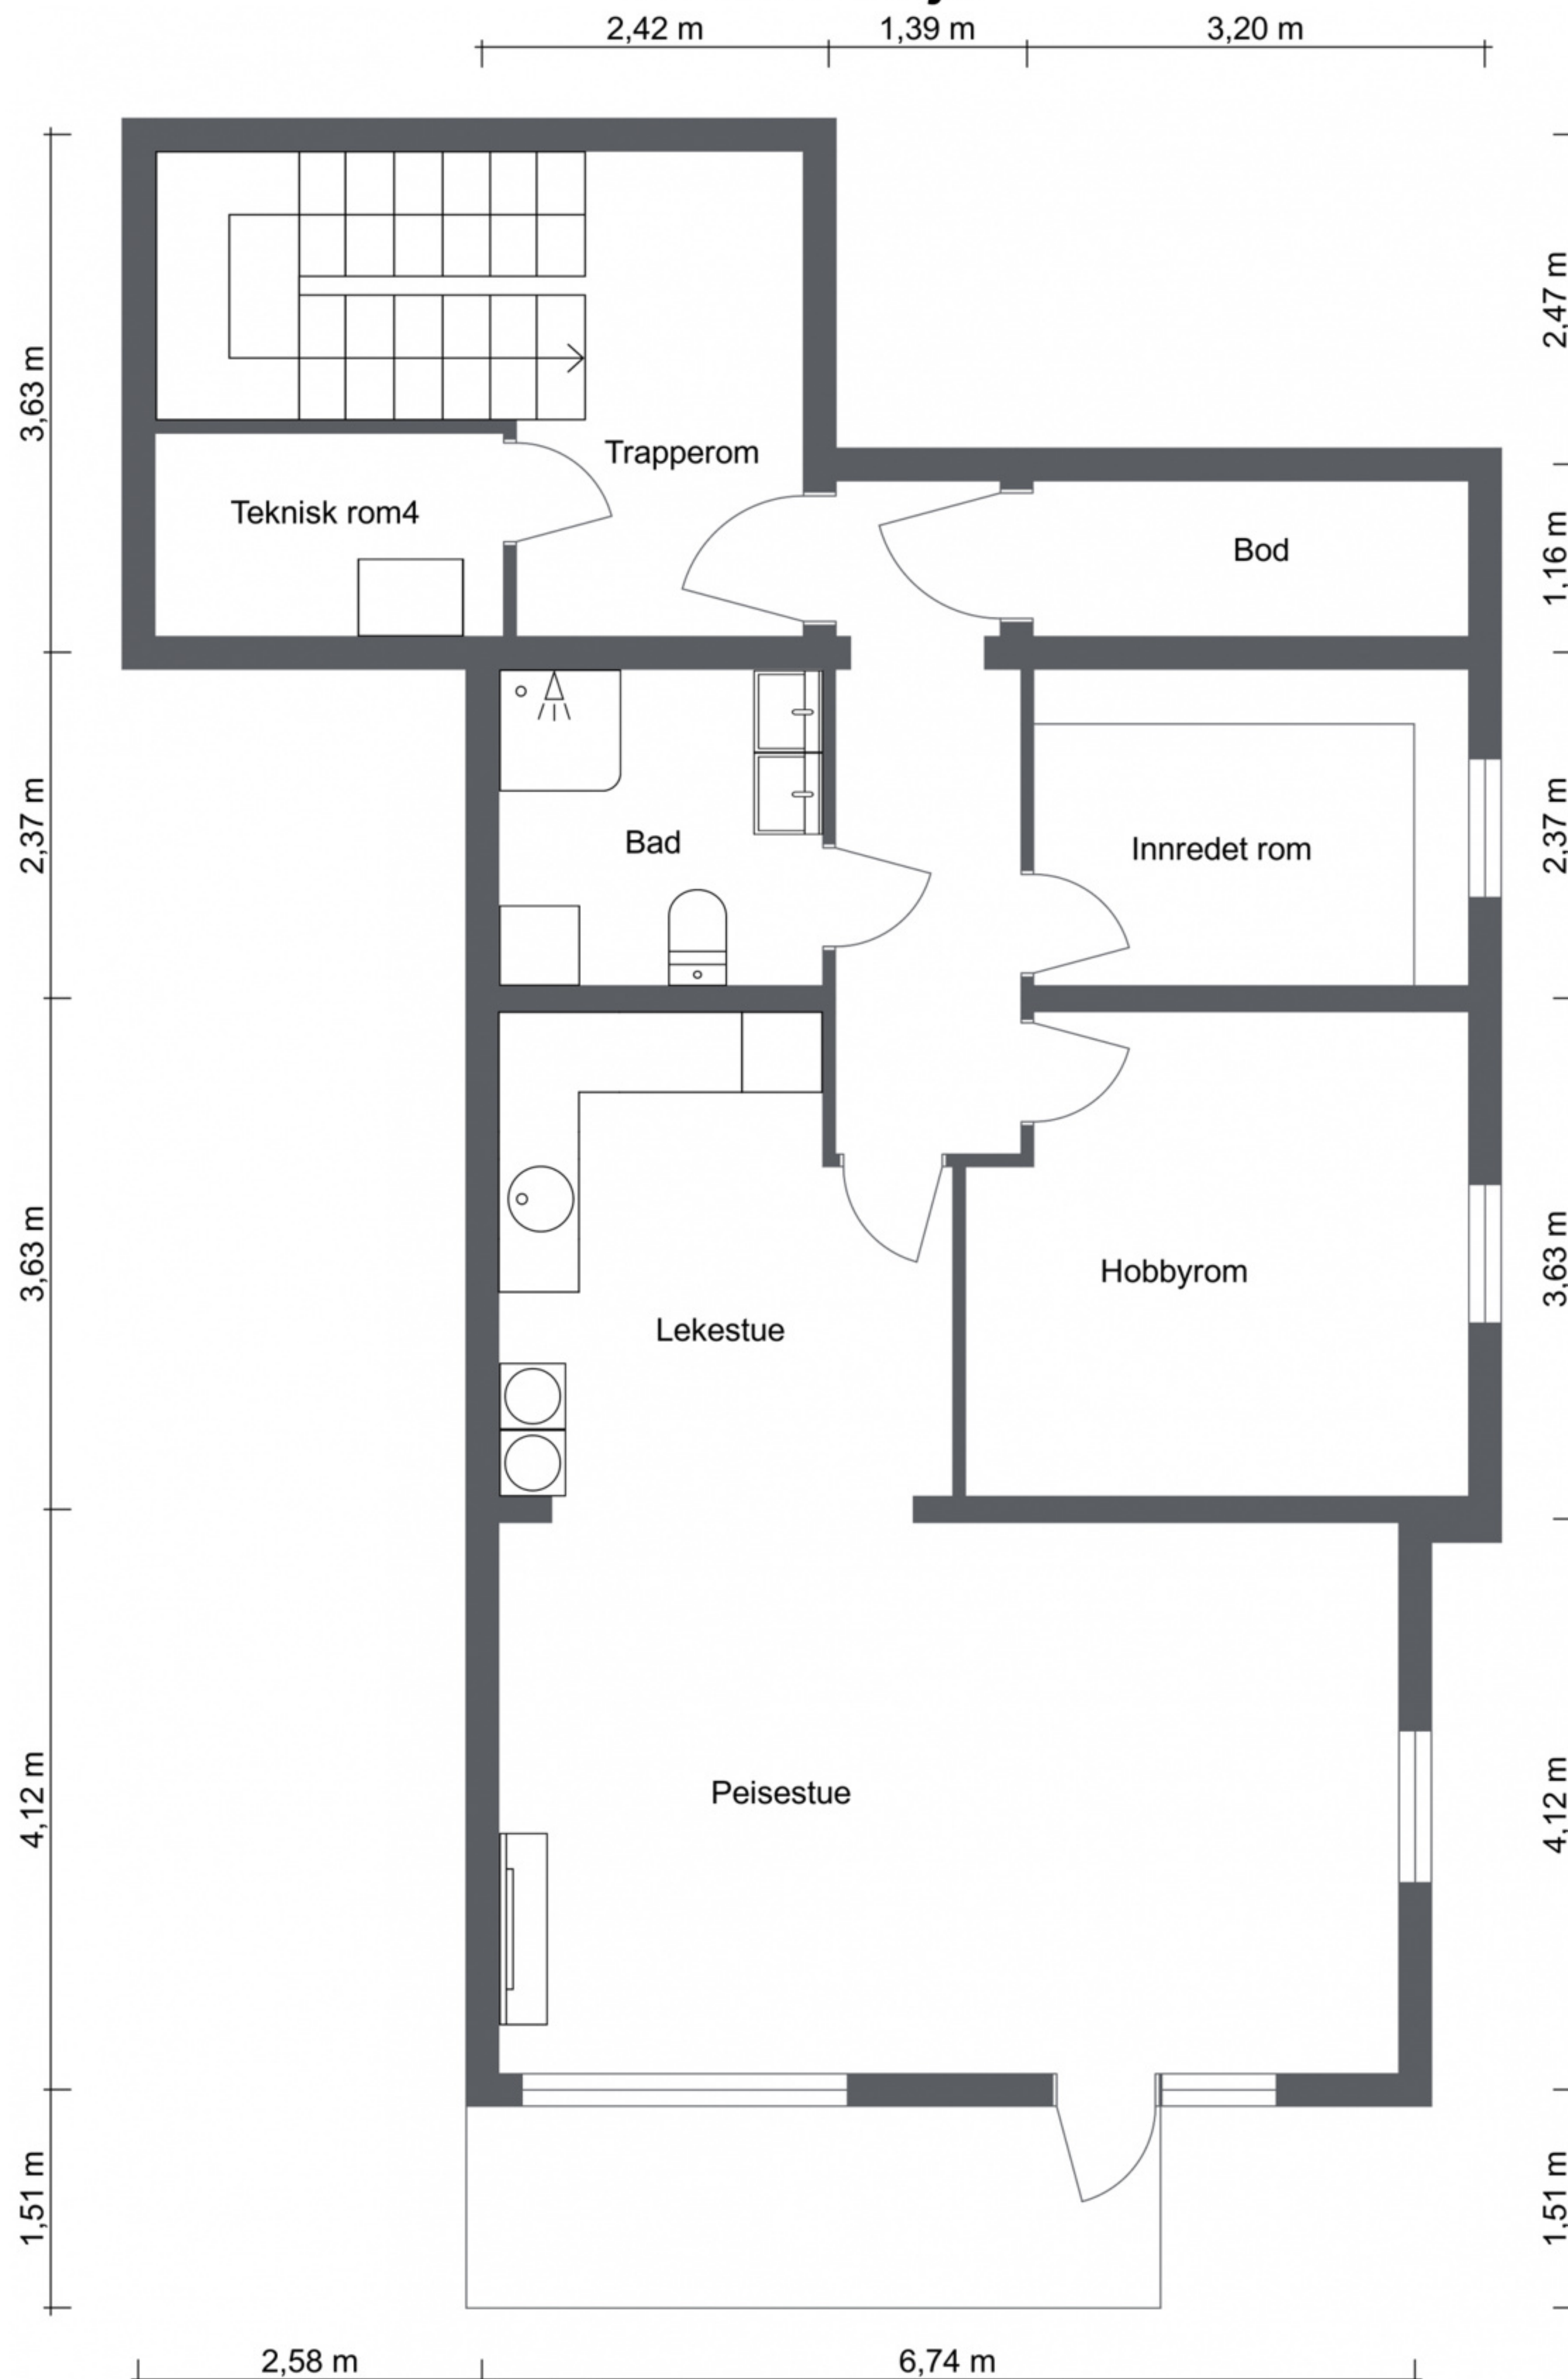 2,42 m
1,39 m
3,20 m
2,47 m
3,63 m
Trapperom
Teknisk rom4
Bod
1,16 m
2,37 m
Bad
Innredet rom
2,37 m
3,63 m
Hobbyrom
3,63 m
Lekestue
4,12 m
Peisestue
4,12 m
1,51 m
1,51 m
2,58 m
6,74 m